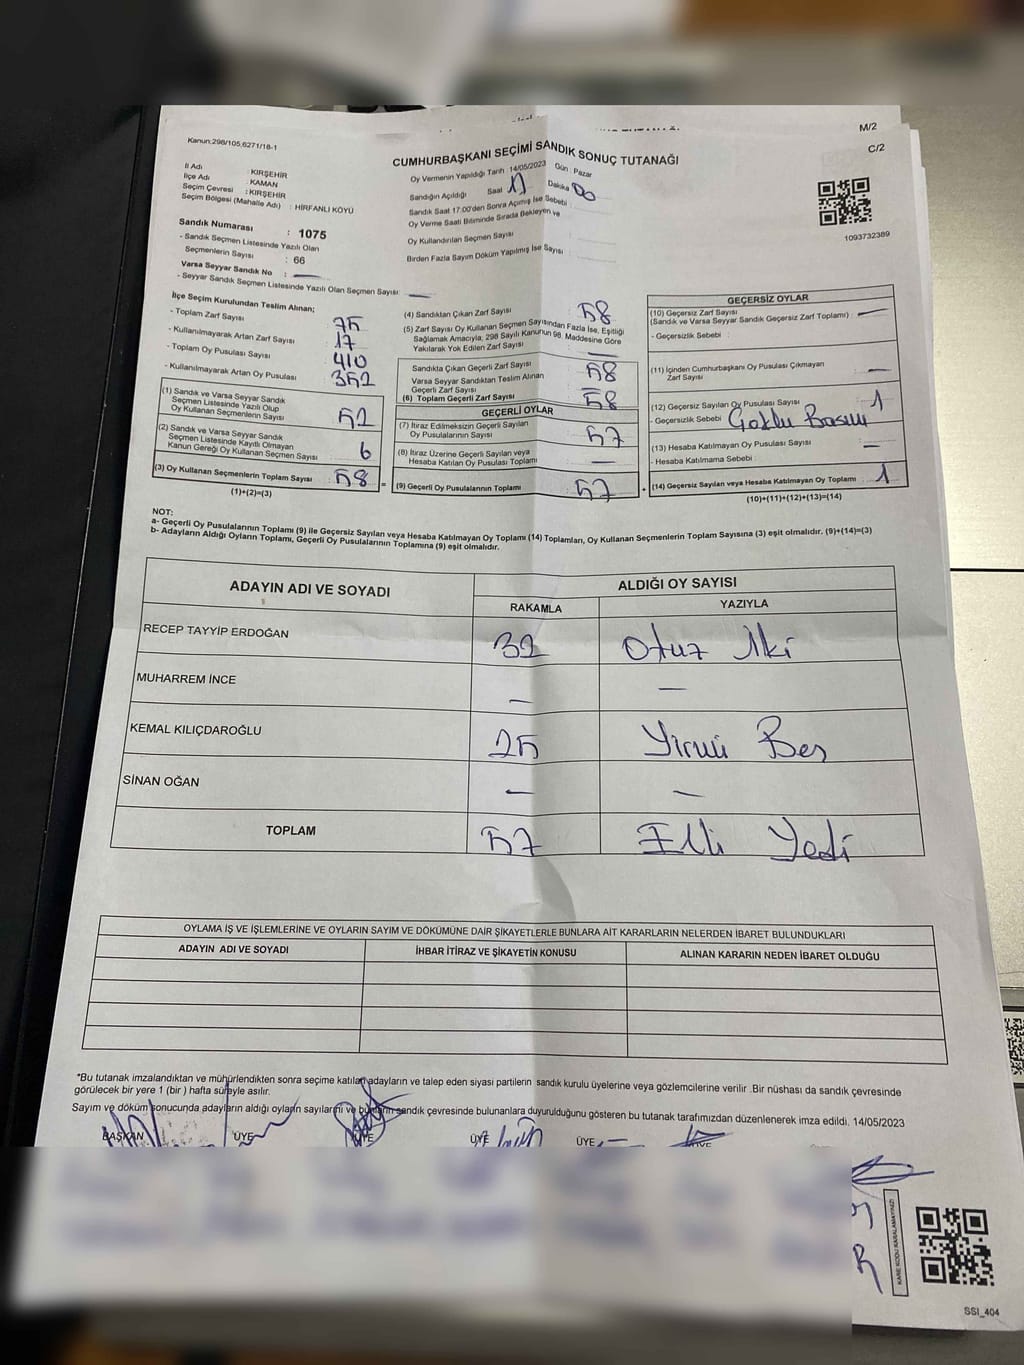 M/2
C/2
Kanun:298/105,6271/18-1
CUMHURBAŞKANI SEÇİMİ SANDIK SONUÇ TUTANAĞI
İl Adı : KIRŞEHİR
İlçe Adı : KAMAN
Seçim Çevresi : KIRŞEHİR
Seçim Bölgesi (Mahalle Adı) : HİRFANLI KÖYÜ
Sandık Numarası : 1075
- Sandık Seçmen Listesinde Yazılı Olan
Seçmenlerin Sayısı : 66
Varsa Seyyar Sandık No : —
- Seyyar Sandık Seçmen Listesinde Yazılı Olan Seçmen Sayısı: —
Oy Vermenin Yapıldığı Tarih :14/05/2023 Gün : Pazar
Sandığın Açıldığı Saat 17 Dakika 00
Sandık Saat 17.00'den Sonra Açılmış İse Sebebi :
Oy Verme Saati Bitiminde Sırada Bekleyen ve
Oy Kullandırılan Seçmen Sayısı
Birden Fazla Sayım Döküm Yapılmış İse Sayısı :
1093732389
İlçe Seçim Kurulundan Teslim Alınan;
- Toplam Zarf Sayısı : 75
- Kullanılmayarak Artan Zarf Sayısı : 17
- Toplam Oy Pusulası Sayısı : 410
- Kullanılmayarak Artan Oy Pusulası : 352
(1) Sandık ve Varsa Seyyar Sandık
Seçmen Listesinde Yazılı Olup
Oy Kullanan Seçmenlerin Sayısı : 52
(2) Sandık ve Varsa Seyyar Sandık
Seçmen Listesinde Kayıtlı Olmayan
Kanun Gereği Oy Kullanan Seçmen Sayısı : 6
(3) Oy Kullanan Seçmenlerin Toplam Sayısı : 58
(1)+(2)=(3)
=
(4) Sandıktan Çıkan Zarf Sayısı : 58
(5) Zarf Sayısı Oy Kullanan Seçmen Sayısından Fazla İse, Eşitliği
Sağlamak Amacıyla, 298 Sayılı Kanunun 98. Maddesine Göre
Yakılarak Yok Edilen Zarf Sayısı : —
Sandıkta Çıkan Geçerli Zarf Sayısı : 58
Varsa Seyyar Sandıktan Teslim Alınan
Geçerli Zarf Sayısı
(6) Toplam Geçerli Zarf Sayısı : 58
GEÇERLİ OYLAR
(7) İtiraz Edilmeksizin Geçerli Sayılan
Oy Pusulalarının Sayısı : 57
(8) İtiraz Üzerine Geçerli Sayılan veya
Hesaba Katılan Oy Pusulası Toplamı : —
(9) Geçerli Oy Pusulalarının Toplamı : 57
+
GEÇERSİZ OYLAR
(10) Geçersiz Zarf Sayısı
(Sandık ve Varsa Seyyar Sandık Geçersiz Zarf Toplamı) : —
- Geçersizlik Sebebi :
(11) İçinden Cumhurbaşkanı Oy Pusulası Çıkmayan
Zarf Sayısı : —
(12) Geçersiz Sayılan Oy Pusulası Sayısı : 1
- Geçersizlik Sebebi
(13) Hesaba Katılmayan Oy Pusulası Sayısı : —
- Hesaba Katılmama Sebebi :
(14) Geçersiz Sayılan veya Hesaba Katılmayan Oy Toplamı : 1
(10)+(11)+(12)+(13)=(14)
NOT:
a- Geçerli Oy Pusulalarının Toplamı (9) ile Geçersiz Sayılan veya Hesaba Katılmayan Oy Toplamı (14) Toplamları, Oy Kullanan Seçmenlerin Toplam Sayısına (3) eşit olmalıdır. (9)+(14)=(3)
b- Adayların Aldığı Oyların Toplamı, Geçerli Oy Pusulalarının Toplamına (9) eşit olmalıdır.
ADAYIN ADI VE SOYADI
ALDIĞI OY SAYISI
RAKAMLA YAZIYLA
RECEP TAYYİP ERDOĞAN 32 Otuz İki
MUHARREM İNCE — —
KEMAL KILIÇDAROĞLU 25 Yirmi Beş
SİNAN OĞAN — —
TOPLAM 57 Elli Yedi
OYLAMA İŞ VE İŞLEMLERİNE VE OYLARIN SAYIM VE DÖKÜMÜNE DAİR ŞİKAYETLERLE BUNLARA AİT KARARLARIN NELERDEN İBARET BULUNDUKLARI
ADAYIN ADI VE SOYADI İHBAR İTİRAZ VE ŞİKAYETİN KONUSU ALINAN KARARIN NEDEN İBARET OLDUĞU
*Bu tutanak imzalandıktan ve mühürlendikten sonra seçime katılan adayların ve talep eden siyasi partilerin sandık kurulu üyelerine veya gözlemcilerine verilir .Bir nüshası da sandık çevresinde
görülecek bir yere 1 (bir ) hafta süreyle asılır.
Sayım ve döküm sonucunda adayların aldığı oyların sayılarını ve bunların sandık çevresinde bulunanlara duyurulduğunu gösteren bu tutanak tarafımızdan düzenlenerek imza edildi. 14/05/2023
BAŞKAN ÜYE ÜYE ÜYE ÜYE ÜYE
KARE KODU KARALAMAYINIZ!
SSI_404